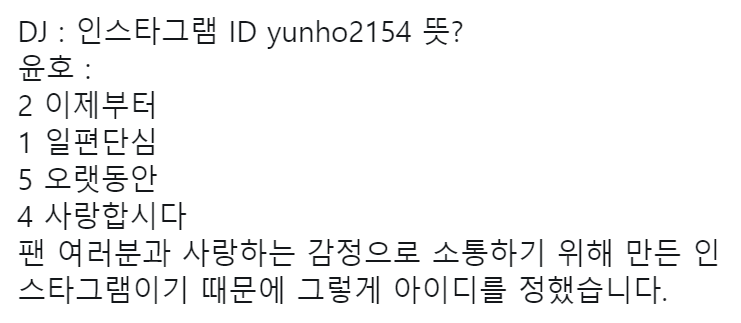 DJ : 인스타그램 ID yunho2154 뜻?
윤호 :
2 이제부터
1 일편단심
5 오랫동안
4 사랑합시다
팬 여러분과 사랑하는 감정으로 소통하기 위해 만든 인
스타그램이기 때문에 그렇게 아이디를 정했습니다.